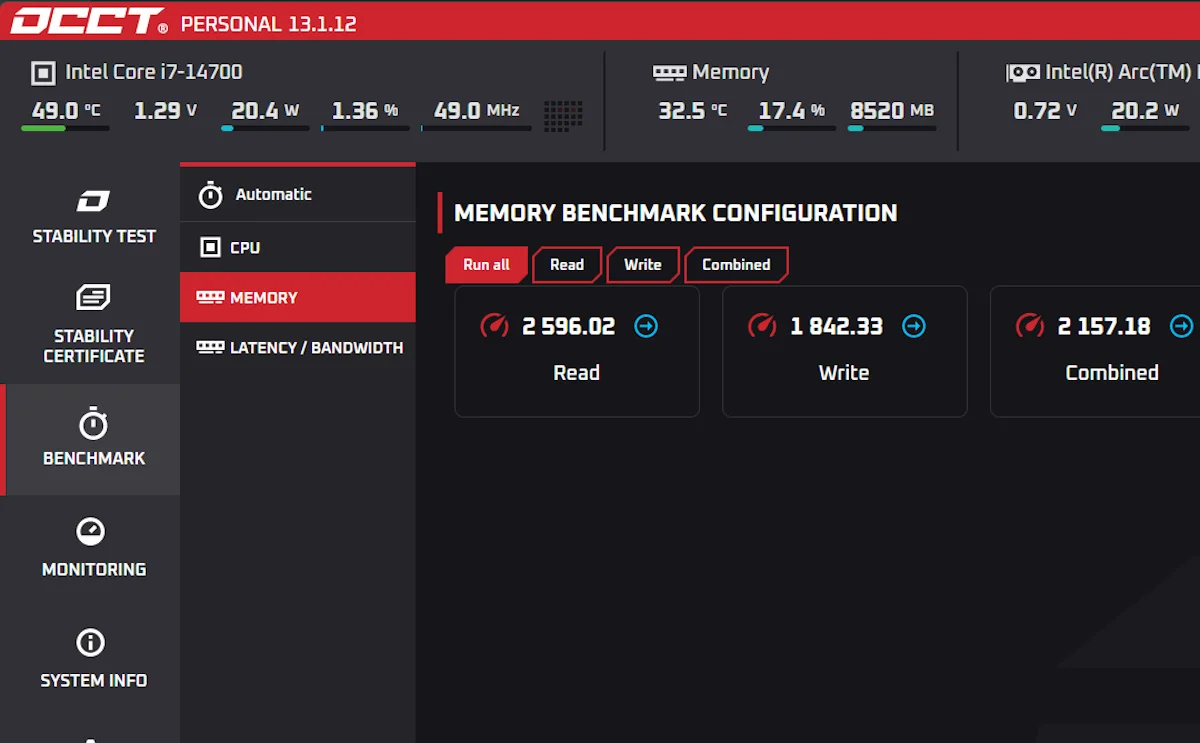 OCCT® PERSONAL 13.1.12
Intel Core i7-14700
49.0 °C 1.29 V 20.4 W 1.36 % 49.0 MHz
Memory
32.5 °C 17.4 % 8520 MB
Intel(R) Arc(TM)
0.72 V 20.2 W
STABILITY TEST
STABILITY
CERTIFICATE
BENCHMARK
MONITORING
SYSTEM INFO
Automatic
CPU
MEMORY
LATENCY / BANDWIDTH
MEMORY BENCHMARK CONFIGURATION
Run all Read Write Combined
2 596.02
Read
1 842.33
Write
2 157.18
Combined